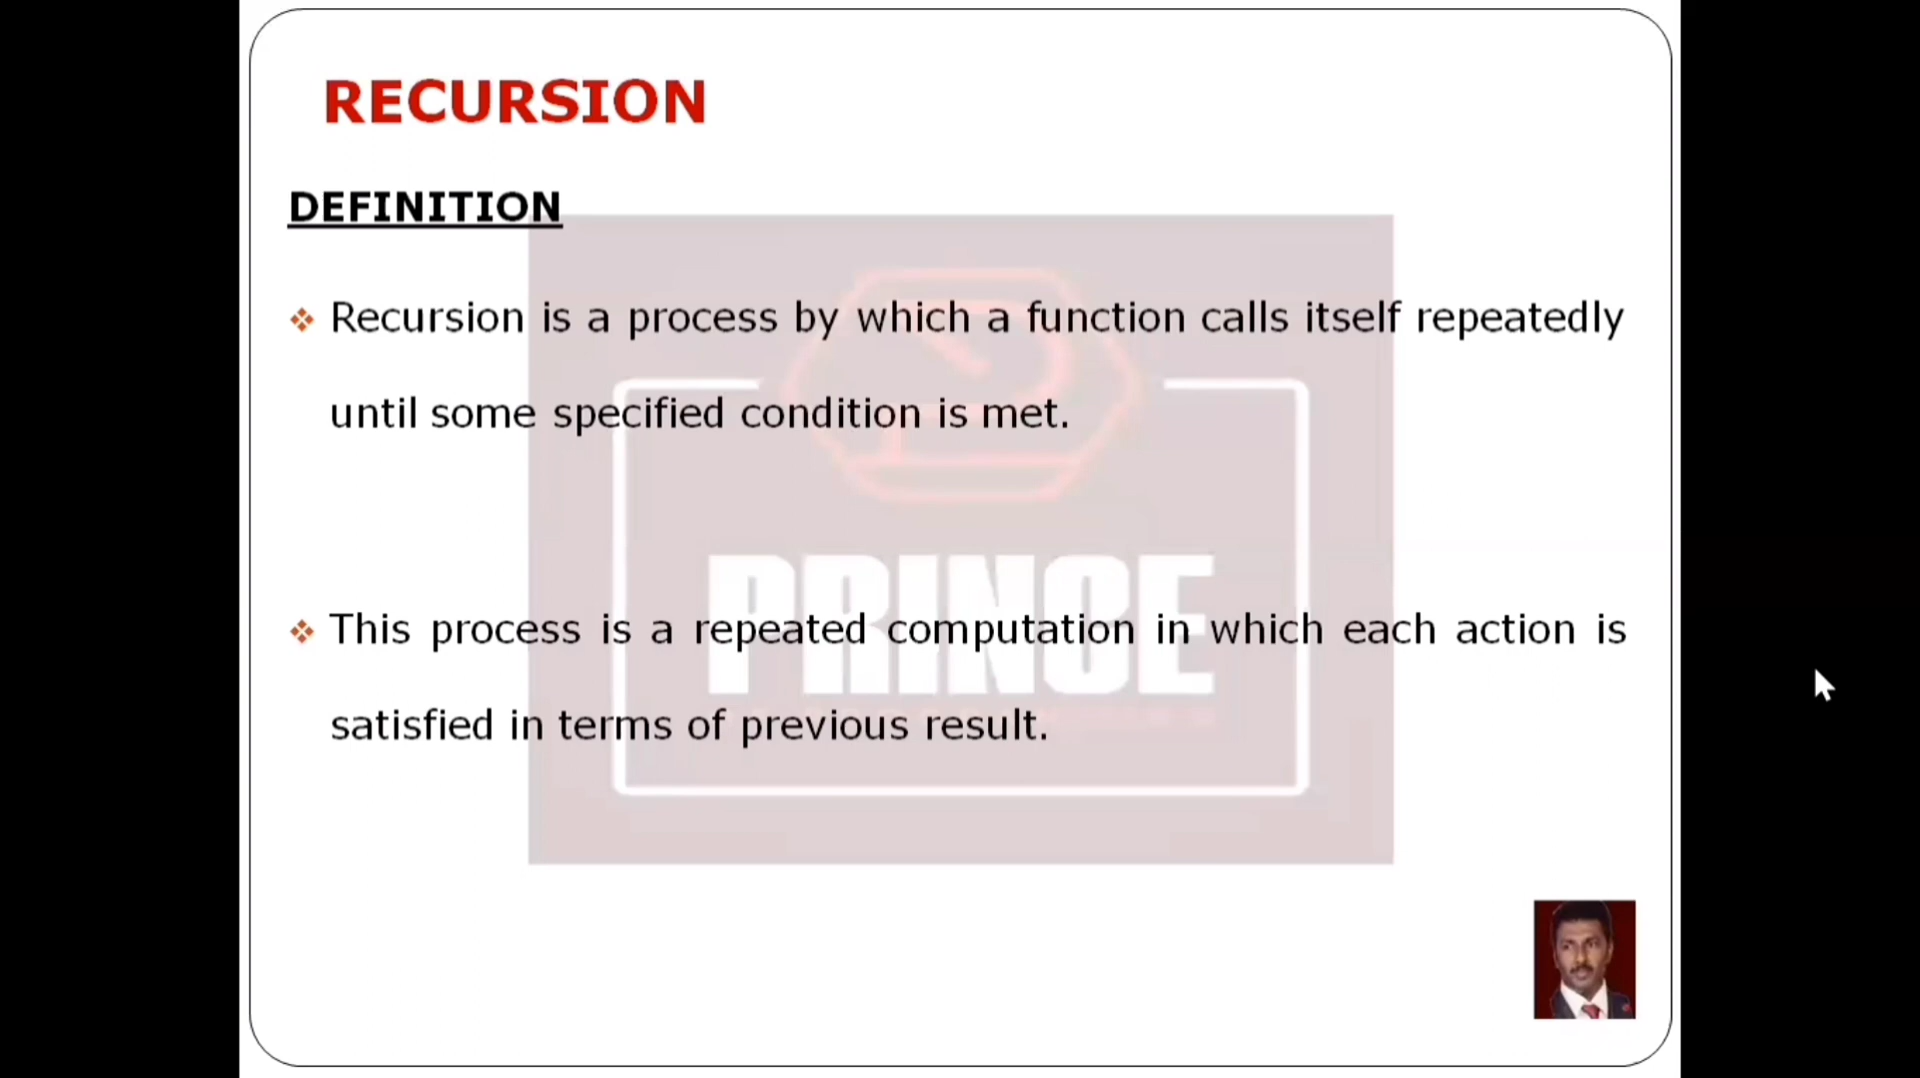 RECURSION
DEFINITION
Recursion is a process by which a function calls itself repeatedly
until some specified condition is met.
PRINCE
This process is a repeated computation in which each action is
satisfied in terms of previous result.